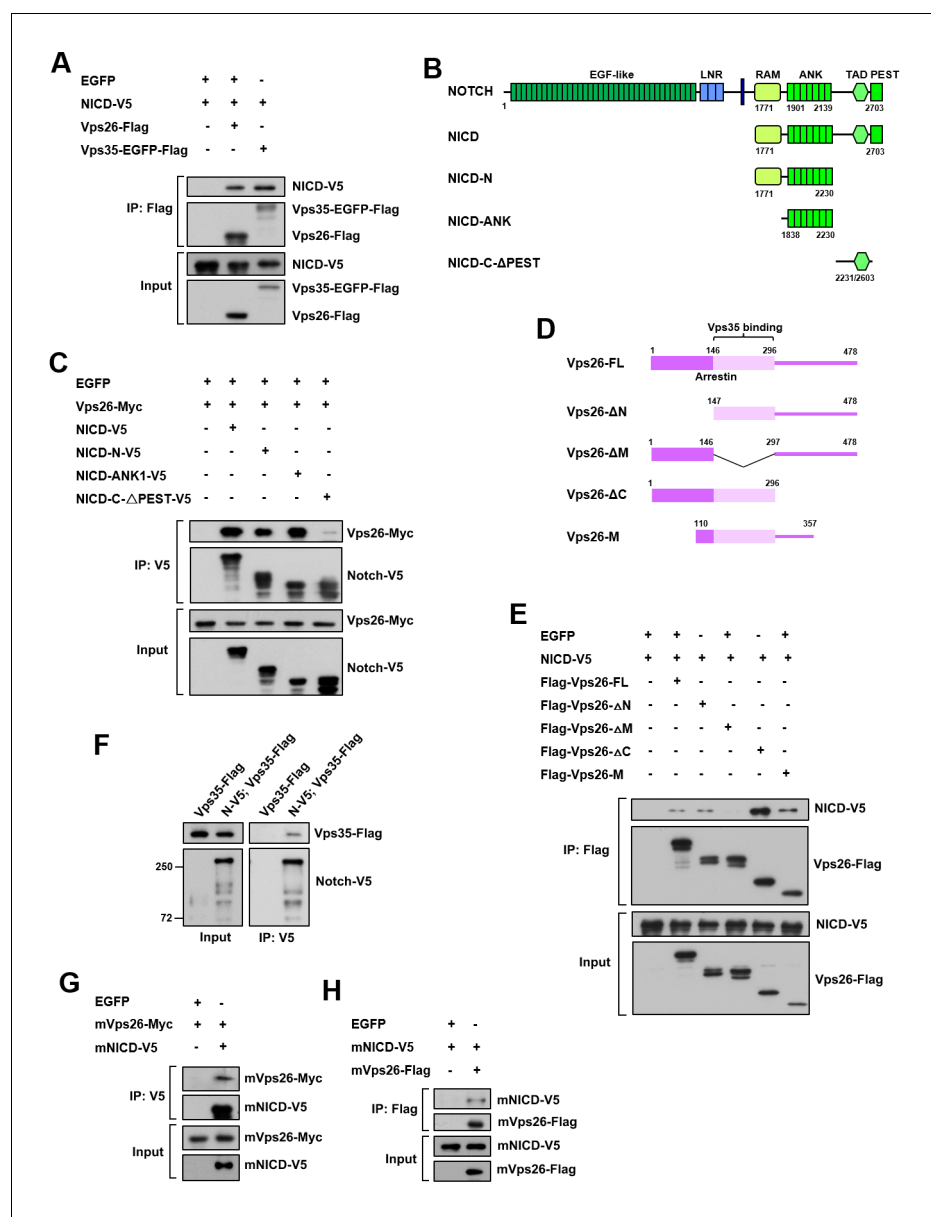 A
EGFP + + -
NICD-V5 + + +
Vps26-Flag - + -
Vps35-EGFP-Flag - - +
IP: Flag
NICD-V5
Vps35-EGFP-Flag
Vps26-Flag
Input
NICD-V5
Vps35-EGFP-Flag
Vps26-Flag
B
EGF-like LNR RAM ANK TAD PEST
NOTCH
1 1771 1901 2139 2703
NICD
1771 2703
NICD-N
1771 2230
NICD-ANK
1838 2230
NICD-C-ΔPEST
2231/2603
C
EGFP + + + + +
Vps26-Myc + + + + +
NICD-V5 - + - - -
NICD-N-V5 - - + - -
NICD-ANK1-V5 - - - + -
NICD-C-△PEST-V5 - - - - +
IP: V5
Vps26-Myc
Notch-V5
Input
Vps26-Myc
Notch-V5
D
Vps35 binding
1 146 296 478
Vps26-FL
Arrestin
147 478
Vps26-ΔN
1 146 297 478
Vps26-ΔM
1 296
Vps26-ΔC
110 357
Vps26-M
E
EGFP + + - + - +
NICD-V5 + + + + + +
Flag-Vps26-FL - + - - - -
Flag-Vps26-△N - - + - - -
Flag-Vps26-△M - - - + - -
Flag-Vps26-△C - - - - + -
Flag-Vps26-M - - - - - +
IP: Flag
NICD-V5
Vps26-Flag
Input
NICD-V5
Vps26-Flag
F
Vps35-Flag
N-V5; Vps35-Flag
Vps35-Flag
N-V5; Vps35-Flag
Vps35-Flag
250
Notch-V5
72
Input IP: V5
G
EGFP + -
mVps26-Myc + +
mNICD-V5 - +
IP: V5
mVps26-Myc
mNICD-V5
Input
mVps26-Myc
mNICD-V5
H
EGFP + -
mNICD-V5 + +
mVps26-Flag - +
IP: Flag
mNICD-V5
mVps26-Flag
Input
mNICD-V5
mVps26-Flag